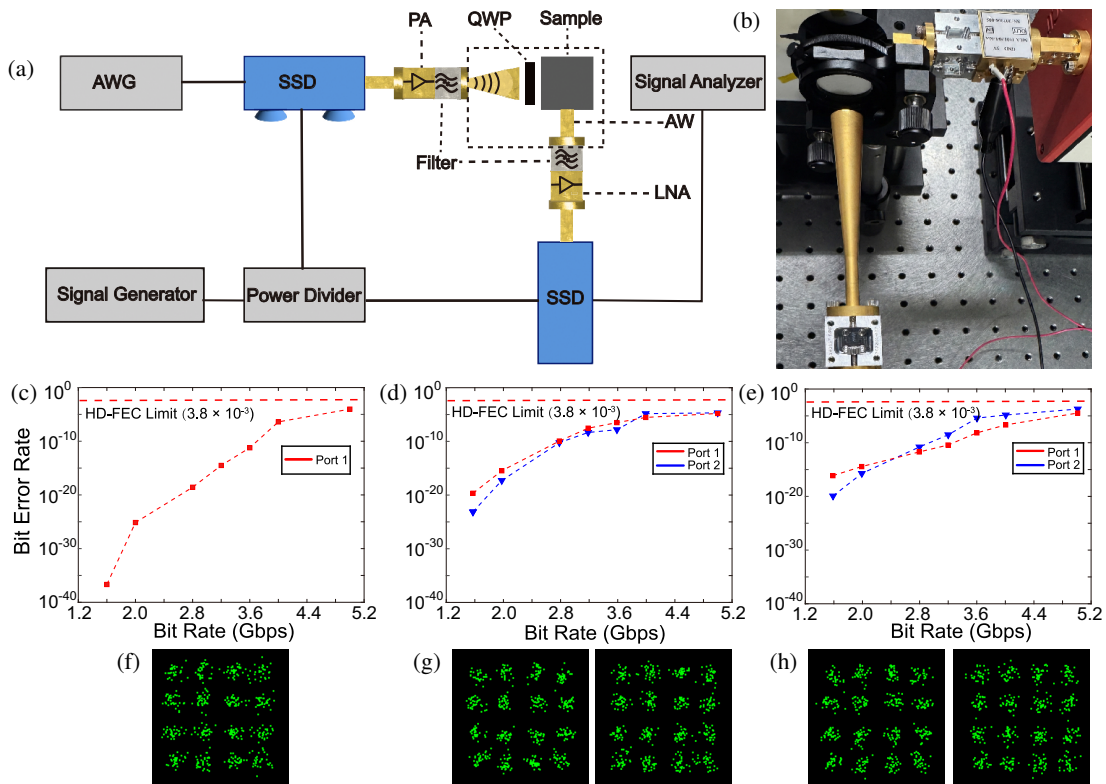 (a)
PA
QWP
Sample
AWG
SSD
Signal Analyzer
AW
Filter
LNA
Signal Generator
Power Divider
SSD
(b)
(c)
10^0
HD-FEC Limit (3.8 × 10^-3)
10^-10
Port 1
10^-20
10^-30
10^-40
Bit Error Rate
1.2 2.0 2.8 3.6 4.4 5.2
Bit Rate (Gbps)
(d)
10^0
HD-FEC Limit (3.8 × 10^-3)
10^-10
Port 1
Port 2
10^-20
10^-30
10^-40
1.2 2.0 2.8 3.6 4.4 5.2
Bit Rate (Gbps)
(e)
10^0
HD-FEC Limit (3.8 × 10^-3)
10^-10
Port 1
Port 2
10^-20
10^-30
10^-40
1.2 2.0 2.8 3.6 4.4 5.2
Bit Rate (Gbps)
(f)
(g)
(h)